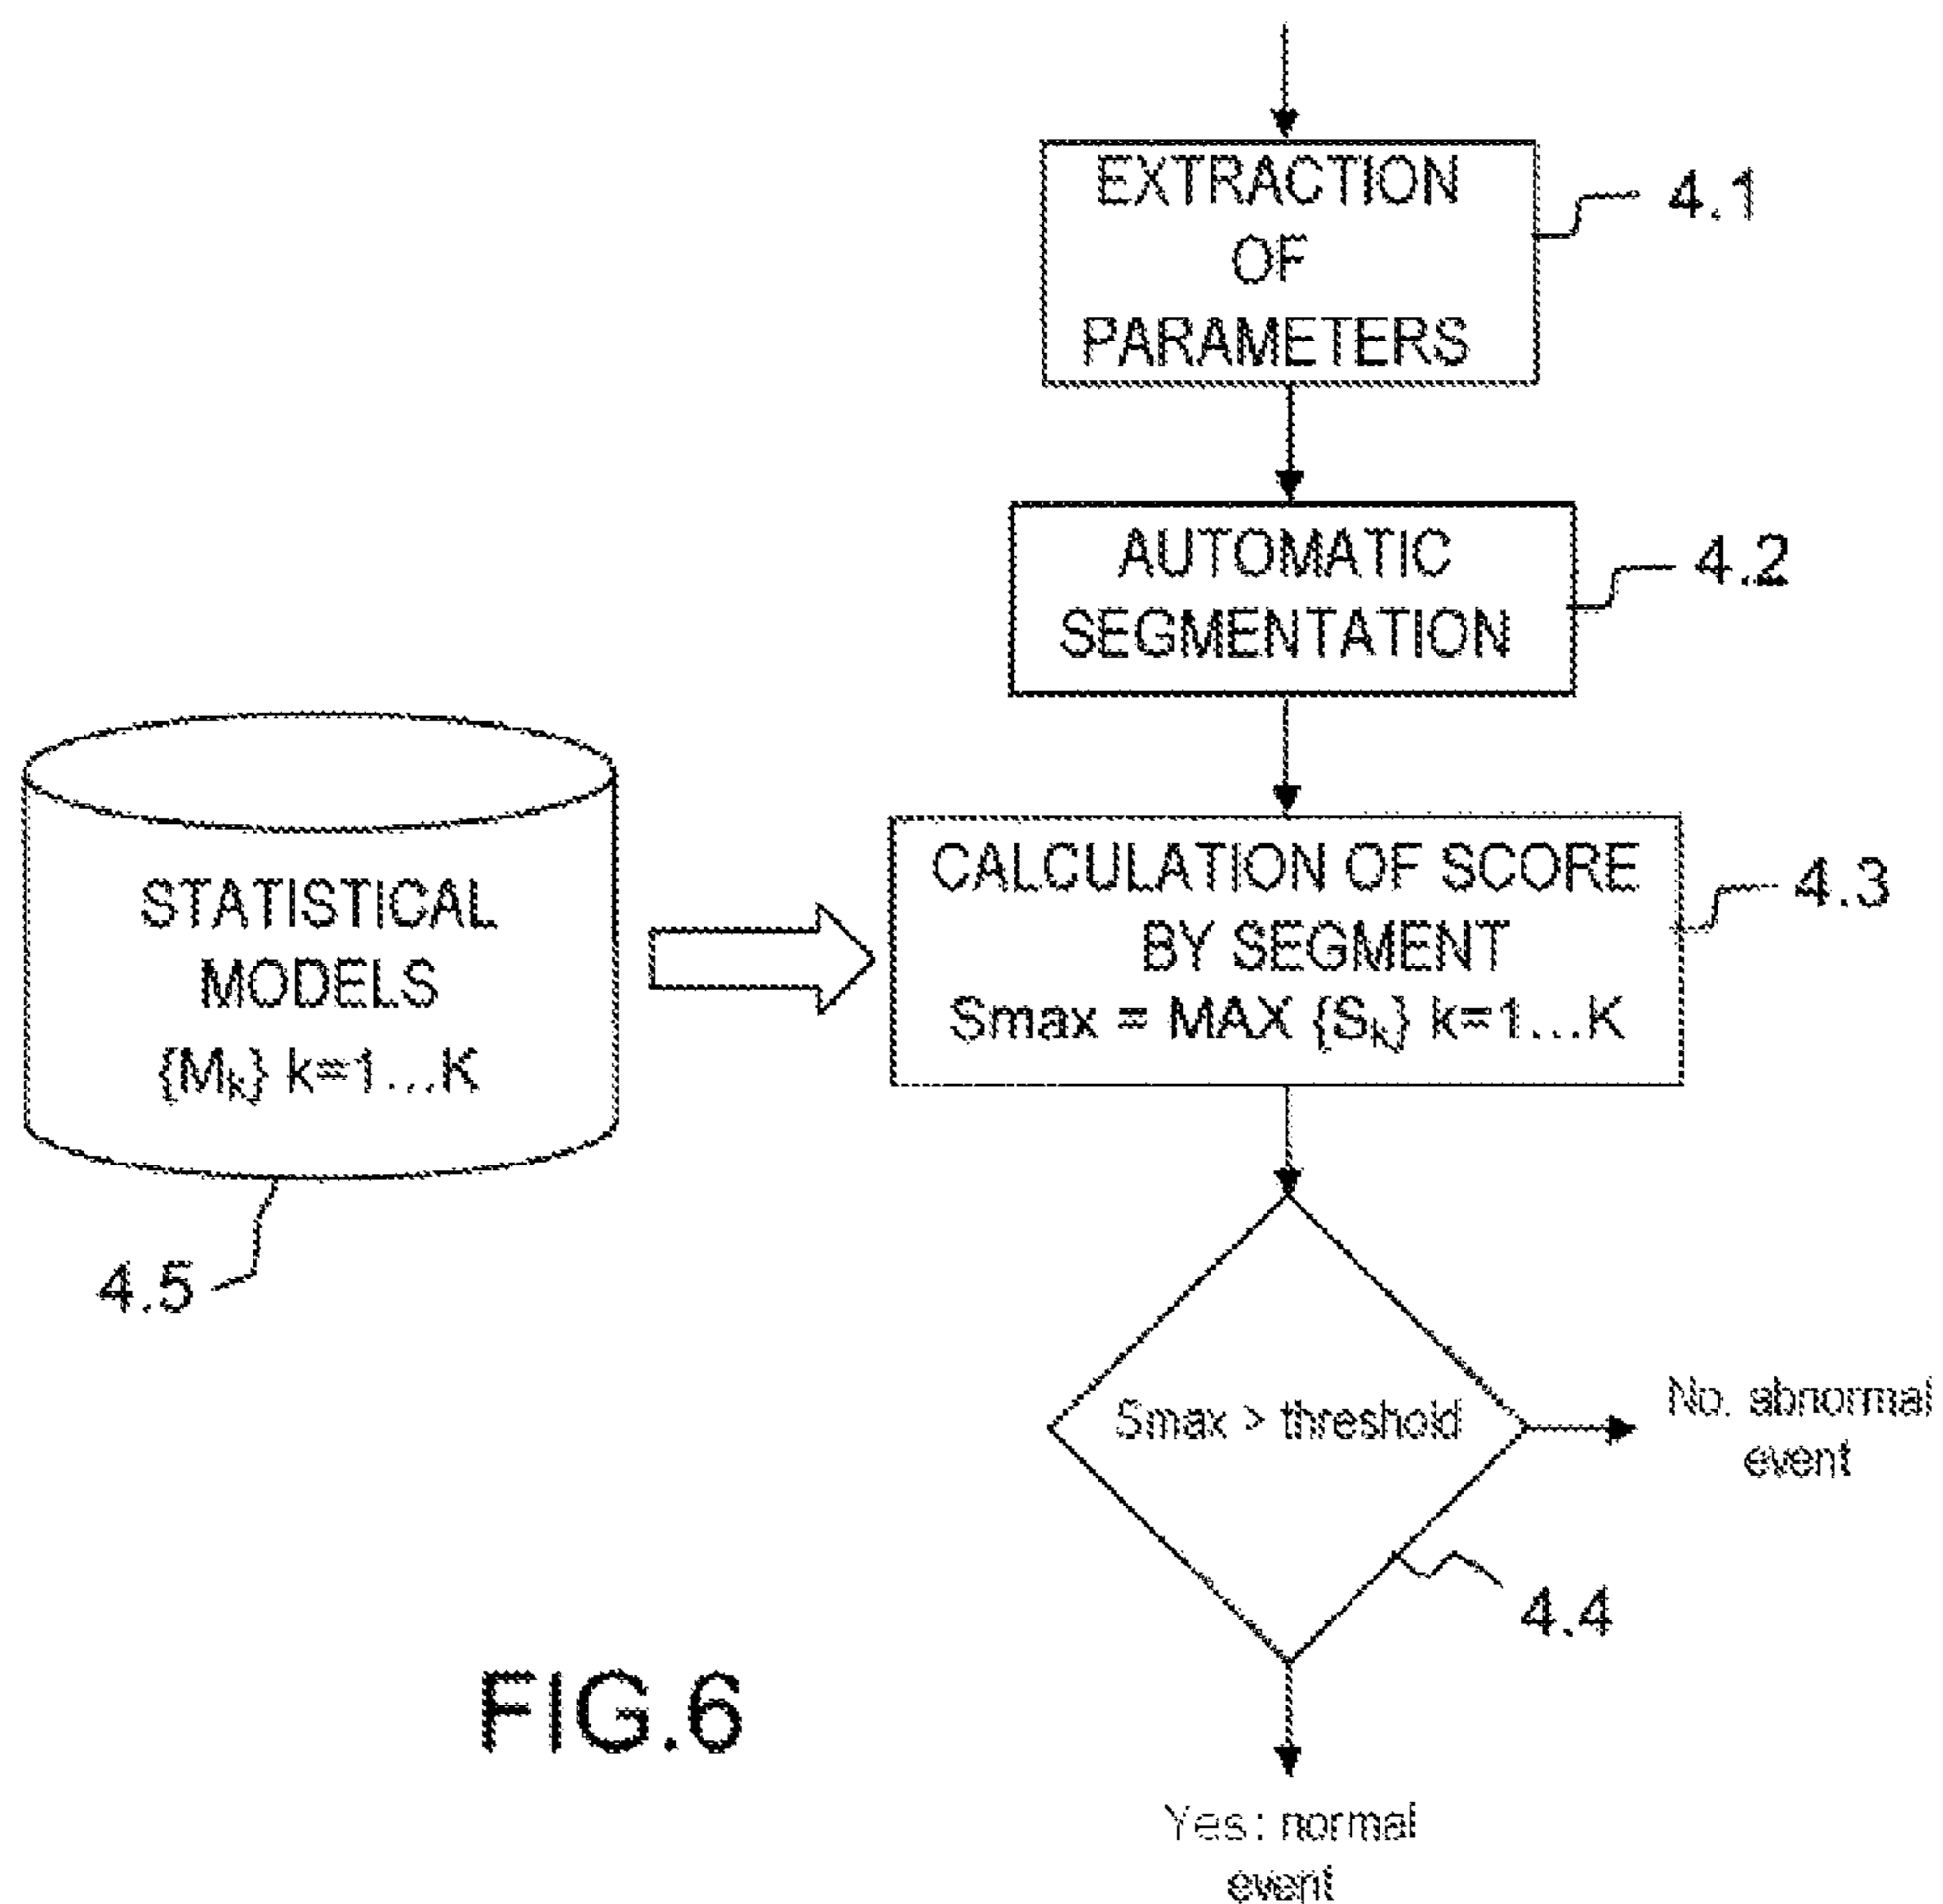 EXTRACTION
OF
PARAMETERS
4.1
AUTOMATIC
SEGMENTATION
4.2
STATISTICAL
MODELS
{Mk} k=1...K
4.5
CALCULATION OF SCORE
BY SEGMENT
Smax = MAX {Sk} k=1...K
4.3
Smax > threshold
No. abnormal
event
4.4
Yes: normal
event
FIG.6